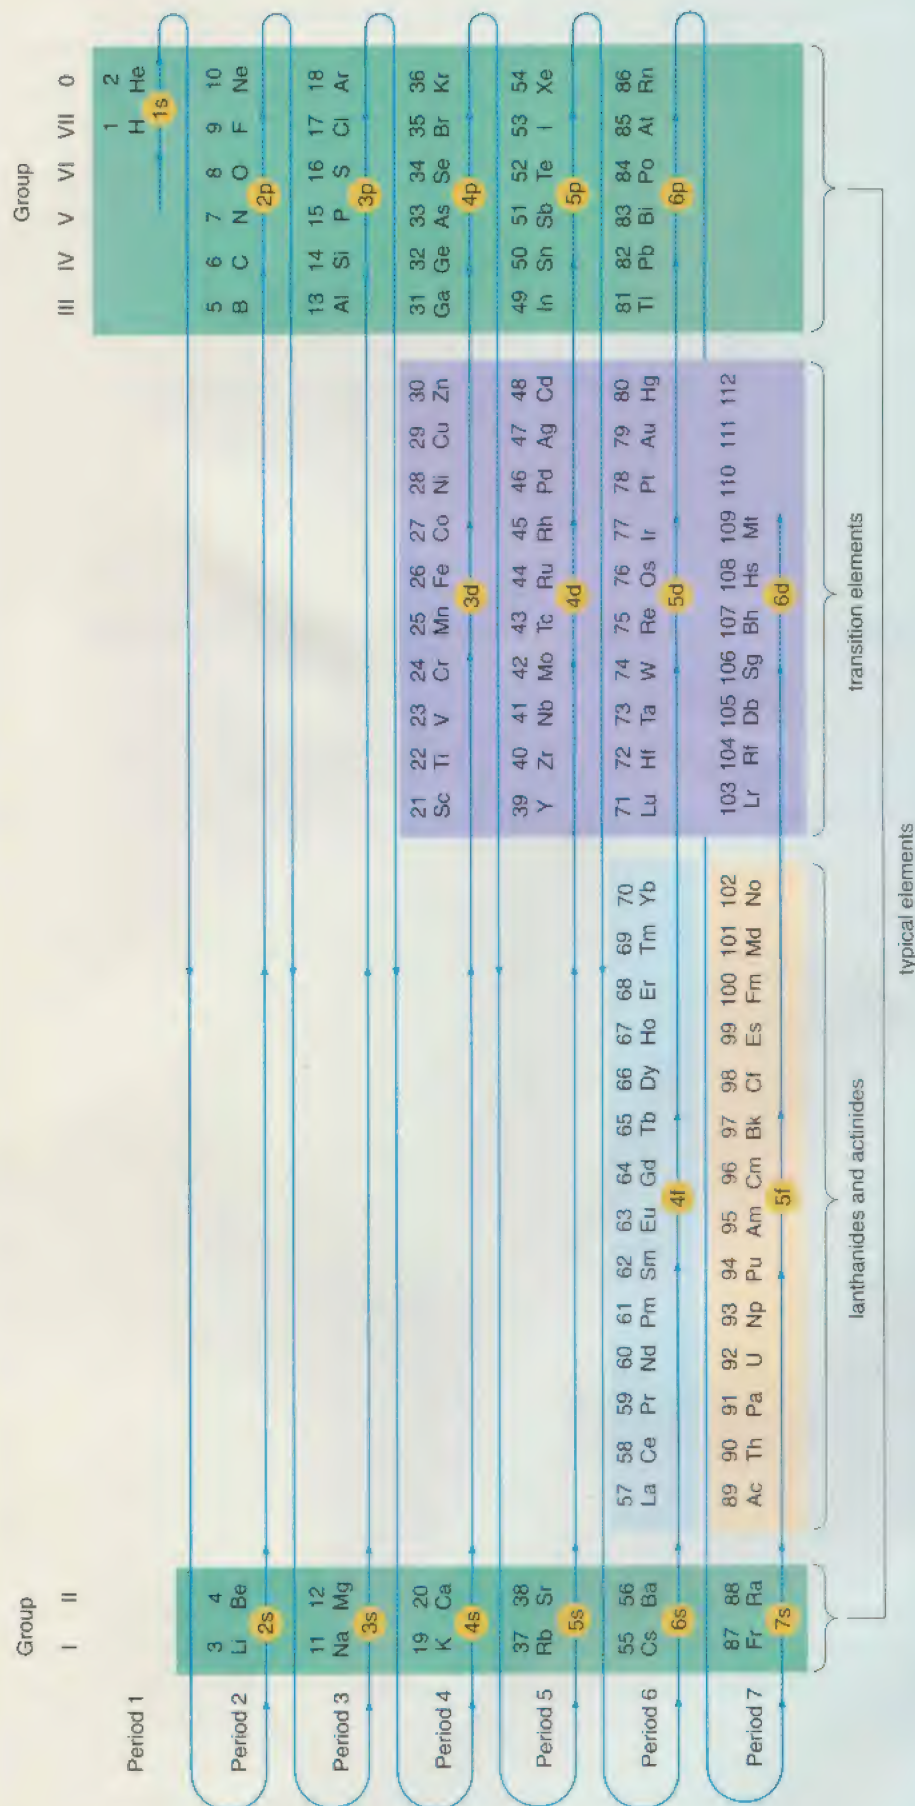 Group Group
I II III IV V VI VII 0
Period 1 1 2
H He
1s
Period 2 3 4 5 6 7 8 9 10
Li Be B C N O F Ne
2s 2p
Period 3 11 12 13 14 15 16 17 18
Na Mg Al Si P S Cl Ar
3s 3p
Period 4 19 20 21 22 23 24 25 26 27 28 29 30 31 32 33 34 35 36
K Ca Sc Ti V Cr Mn Fe Co Ni Cu Zn Ga Ge As Se Br Kr
4s 3d 4p
Period 5 37 38 39 40 41 42 43 44 45 46 47 48 49 50 51 52 53 54
Rb Sr Y Zr Nb Mo Tc Ru Rh Pd Ag Cd In Sn Sb Te I Xe
5s 4d 5p
Period 6 55 56 57 58 59 60 61 62 63 64 65 66 67 68 69 70 71 72 73 74 75 76 77 78 79 80 81 82 83 84 85 86
Cs Ba La Ce Pr Nd Pm Sm Eu Gd Tb Dy Ho Er Tm Yb Lu Hf Ta W Re Os Ir Pt Au Hg Tl Pb Bi Po At Rn
6s 4f 5d 6p
Period 7 87 88 89 90 91 92 93 94 95 96 97 98 99 100 101 102 103 104 105 106 107 108 109 110 111 112
Fr Ra Ac Th Pa U Np Pu Am Cm Bk Cf Es Fm Md No Lr Rf Db Sg Bh Hs Mt
7s 5f 6d
lanthanides and actinides transition elements
typical elements